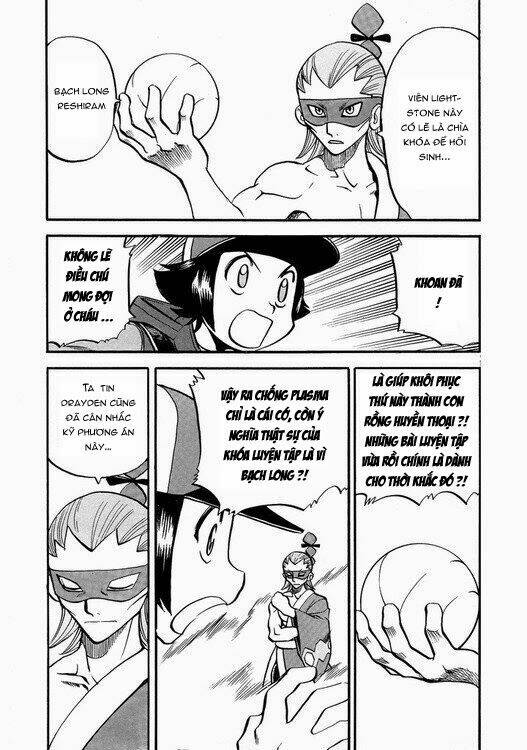 VIÊN LIGHT-
STONE NÀY
CÓ LẼ LÀ CHÌA
KHÓA ĐỂ HỒI
SINH...
BẠCH LONG
RESHIRAM
KHOAN ĐÃ
!
KHÔNG LẼ
ĐIỀU CHÚ
MONG ĐỢI
Ở CHÁU ...
LÀ GIÚP KHÔI PHỤC
THỨ NÀY THÀNH CON
RỒNG HUYỀN THOẠI ?!
NHỮNG BÀI LUYỆN TẬP
VỪA RỒI CHÍNH LÀ DÀNH
CHO THỜI KHẮC ĐÓ ?!
VẬY RA CHỐNG PLASMA
CHỈ LÀ CÁI CỚ, CÒN Ý
NGHĨA THẬT SỰ CỦA
KHÓA LUYỆN TẬP LÀ VÌ
BẠCH LONG ?!
TA TIN
DRAYDEN CŨNG
ĐÃ CÂN NHẮC
KỸ PHƯƠNG ÁN
NÀY...